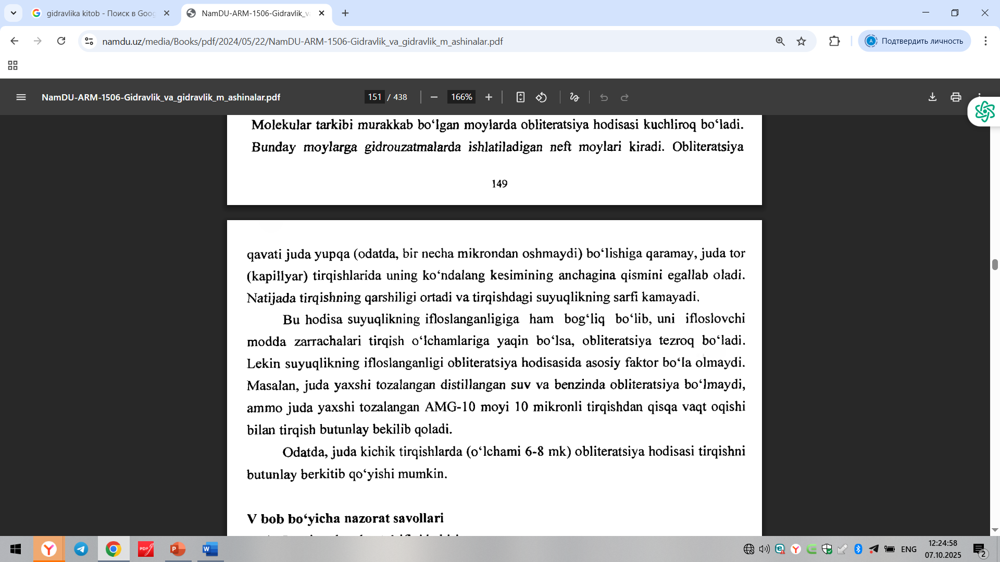 gidravlika kitob - Поиск в Goog
NamDU-ARM-1506-Gidravlik_va
namdu.uz/media/Books/pdf/2024/05/22/NamDU-ARM-1506-Gidravlik_va_gidravlik_m_ashinalar.pdf
Подтвердить личность
NamDU-ARM-1506-Gidravlik_va_gidravlik_m_ashinalar.pdf
151 / 438
166%
Molekular tarkibi murakkab bo‘lgan moylarda obliteratsiya hodisasi kuchliroq bo‘ladi.
Bunday moylarga gidrouzatmalarda ishlatiladigan neft moylari kiradi. Obliteratsiya
149
qavati juda yupqa (odatda, bir necha mikrondan oshmaydi) bo‘lishiga qaramay, juda tor
(kapillyar) tirqishlarida uning ko‘ndalang kesimining anchagina qismini egallab oladi.
Natijada tirqishning qarshiligi ortadi va tirqishdagi suyuqlikning sarfi kamayadi.
Bu hodisa suyuqlikning ifloslanganligiga ham bog‘liq bo‘lib, uni ifloslovchi
modda zarrachalari tirqish o‘lchamlariga yaqin bo‘lsa, obliteratsiya tezroq bo‘ladi.
Lekin suyuqlikning ifloslanganligi obliteratsiya hodisasida asosiy faktor bo‘la olmaydi.
Masalan, juda yaxshi tozalangan distillangan suv va benzinda obliteratsiya bo‘lmaydi,
ammo juda yaxshi tozalangan AMG-10 moyi 10 mikronli tirqishdan qisqa vaqt oqishi
bilan tirqish butunlay bekilib qoladi.
Odatda, juda kichik tirqishlarda (o‘lchami 6-8 mk) obliteratsiya hodisasi tirqishni
butunlay berkitib qo‘yishi mumkin.
V bob bo‘yicha nazorat savollari
ENG
12:24:58
07.10.2025
2